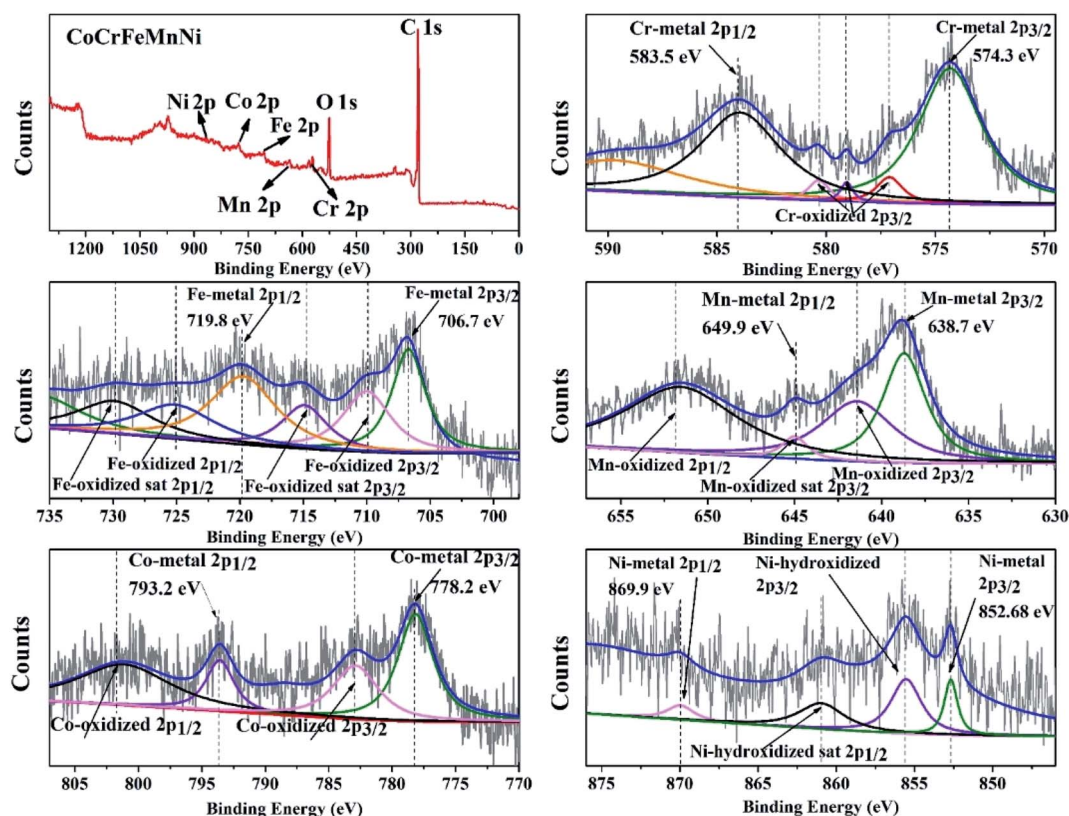 CoCrFeMnNi
C 1s
Ni 2p
Co 2p
O 1s
Fe 2p
Mn 2p
Cr 2p
Counts
1200 1050 900 750 600 450 300 150 0
Binding Energy (eV)
Cr-metal 2p1/2
583.5 eV
Cr-metal 2p3/2
574.3 eV
Cr-oxidized 2p3/2
Counts
590 585 580 575 570
Binding Energy (eV)
Fe-metal 2p1/2
719.8 eV
Fe-metal 2p3/2
706.7 eV
Fe-oxidized 2p1/2
Fe-oxidized 2p3/2
Fe-oxidized sat 2p1/2
Fe-oxidized sat 2p3/2
Counts
735 730 725 720 715 710 705 700
Binding Energy (eV)
Mn-metal 2p1/2
649.9 eV
Mn-metal 2p3/2
638.7 eV
Mn-oxidized 2p1/2
Mn-oxidized 2p3/2
Mn-oxidized sat 2p3/2
Counts
655 650 645 640 635 630
Binding Energy (eV)
Co-metal 2p1/2
793.2 eV
Co-metal 2p3/2
778.2 eV
Co-oxidized 2p1/2
Co-oxidized 2p3/2
Counts
805 800 795 790 785 780 775 770
Binding Energy (eV)
Ni-metal 2p1/2
869.9 eV
Ni-hydroxidized
2p3/2
Ni-metal
2p3/2
852.68 eV
Ni-hydroxidized sat 2p1/2
Counts
875 870 865 860 855 850
Binding Energy (eV)